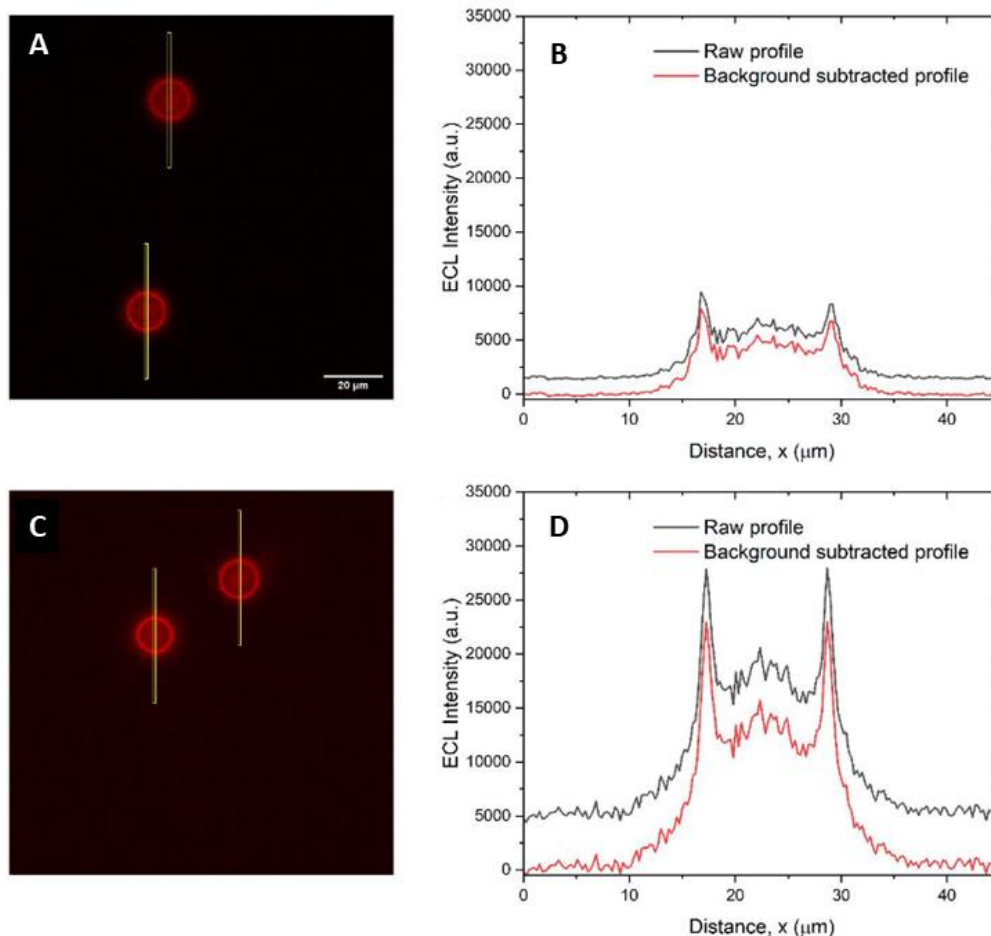 A
20 μm
B
Raw profile
Background subtracted profile
35000
30000
25000
20000
15000
10000
5000
0
ECL Intensity (a.u.)
0 10 20 30 40
Distance, x (μm)
C
D
Raw profile
Background subtracted profile
35000
30000
25000
20000
15000
10000
5000
0
ECL Intensity (a.u.)
0 10 20 30 40
Distance, x (μm)